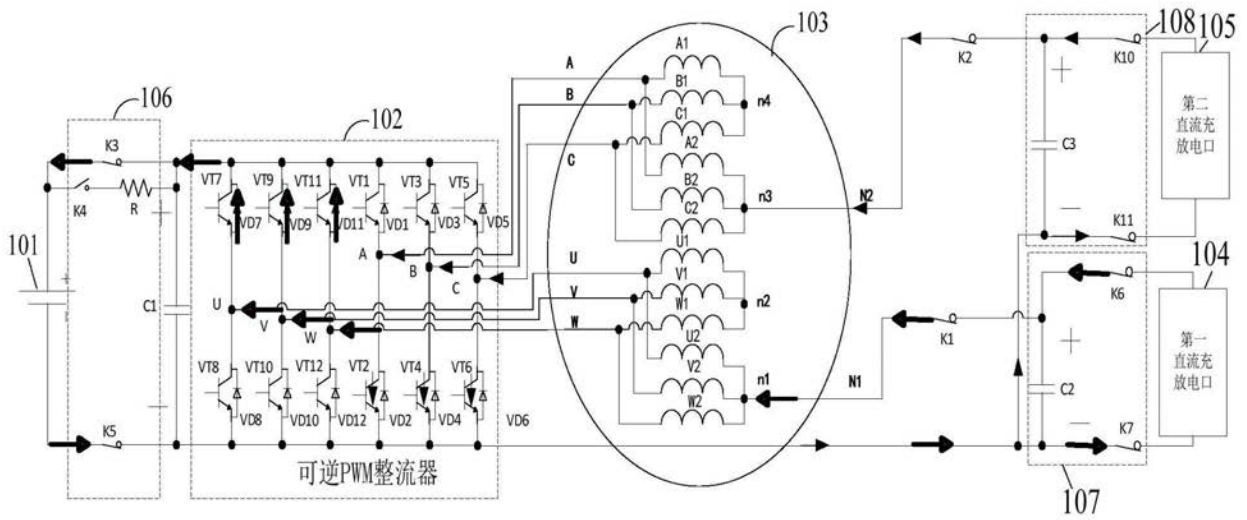 103
108
105
106
102
A1
B1
C1
A2
B2
C2
U1
V1
W1
U2
V2
W2
n4
n3
n2
n1
A
B
C
U
V
W
K2
K10
第二
直流充
放电口
C3
+
−
K11
N2
K3
K4
R
+
101
+
C1
+
K5
VT7
VT9
VT11
VT1
VT3
VT5
VD7
VD9
VD11
VD1
VD3
VD5
A
B
C
U
V
W
VT8
VT10
VT12
VT2
VT4
VT6
VD8
VD10
VD12
VD2
VD4
VD6
可逆PWM整流器
N1
K1
K6
104
第一
直流充
放电口
+
C2
−
K7
107